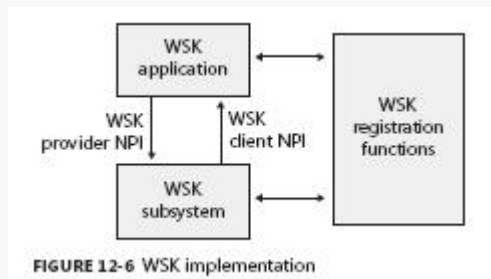 WSK
application
WSK
provider NPI
WSK
client NPI
WSK
subsystem
WSK
registration
functions
FIGURE 12-6 WSK implementation